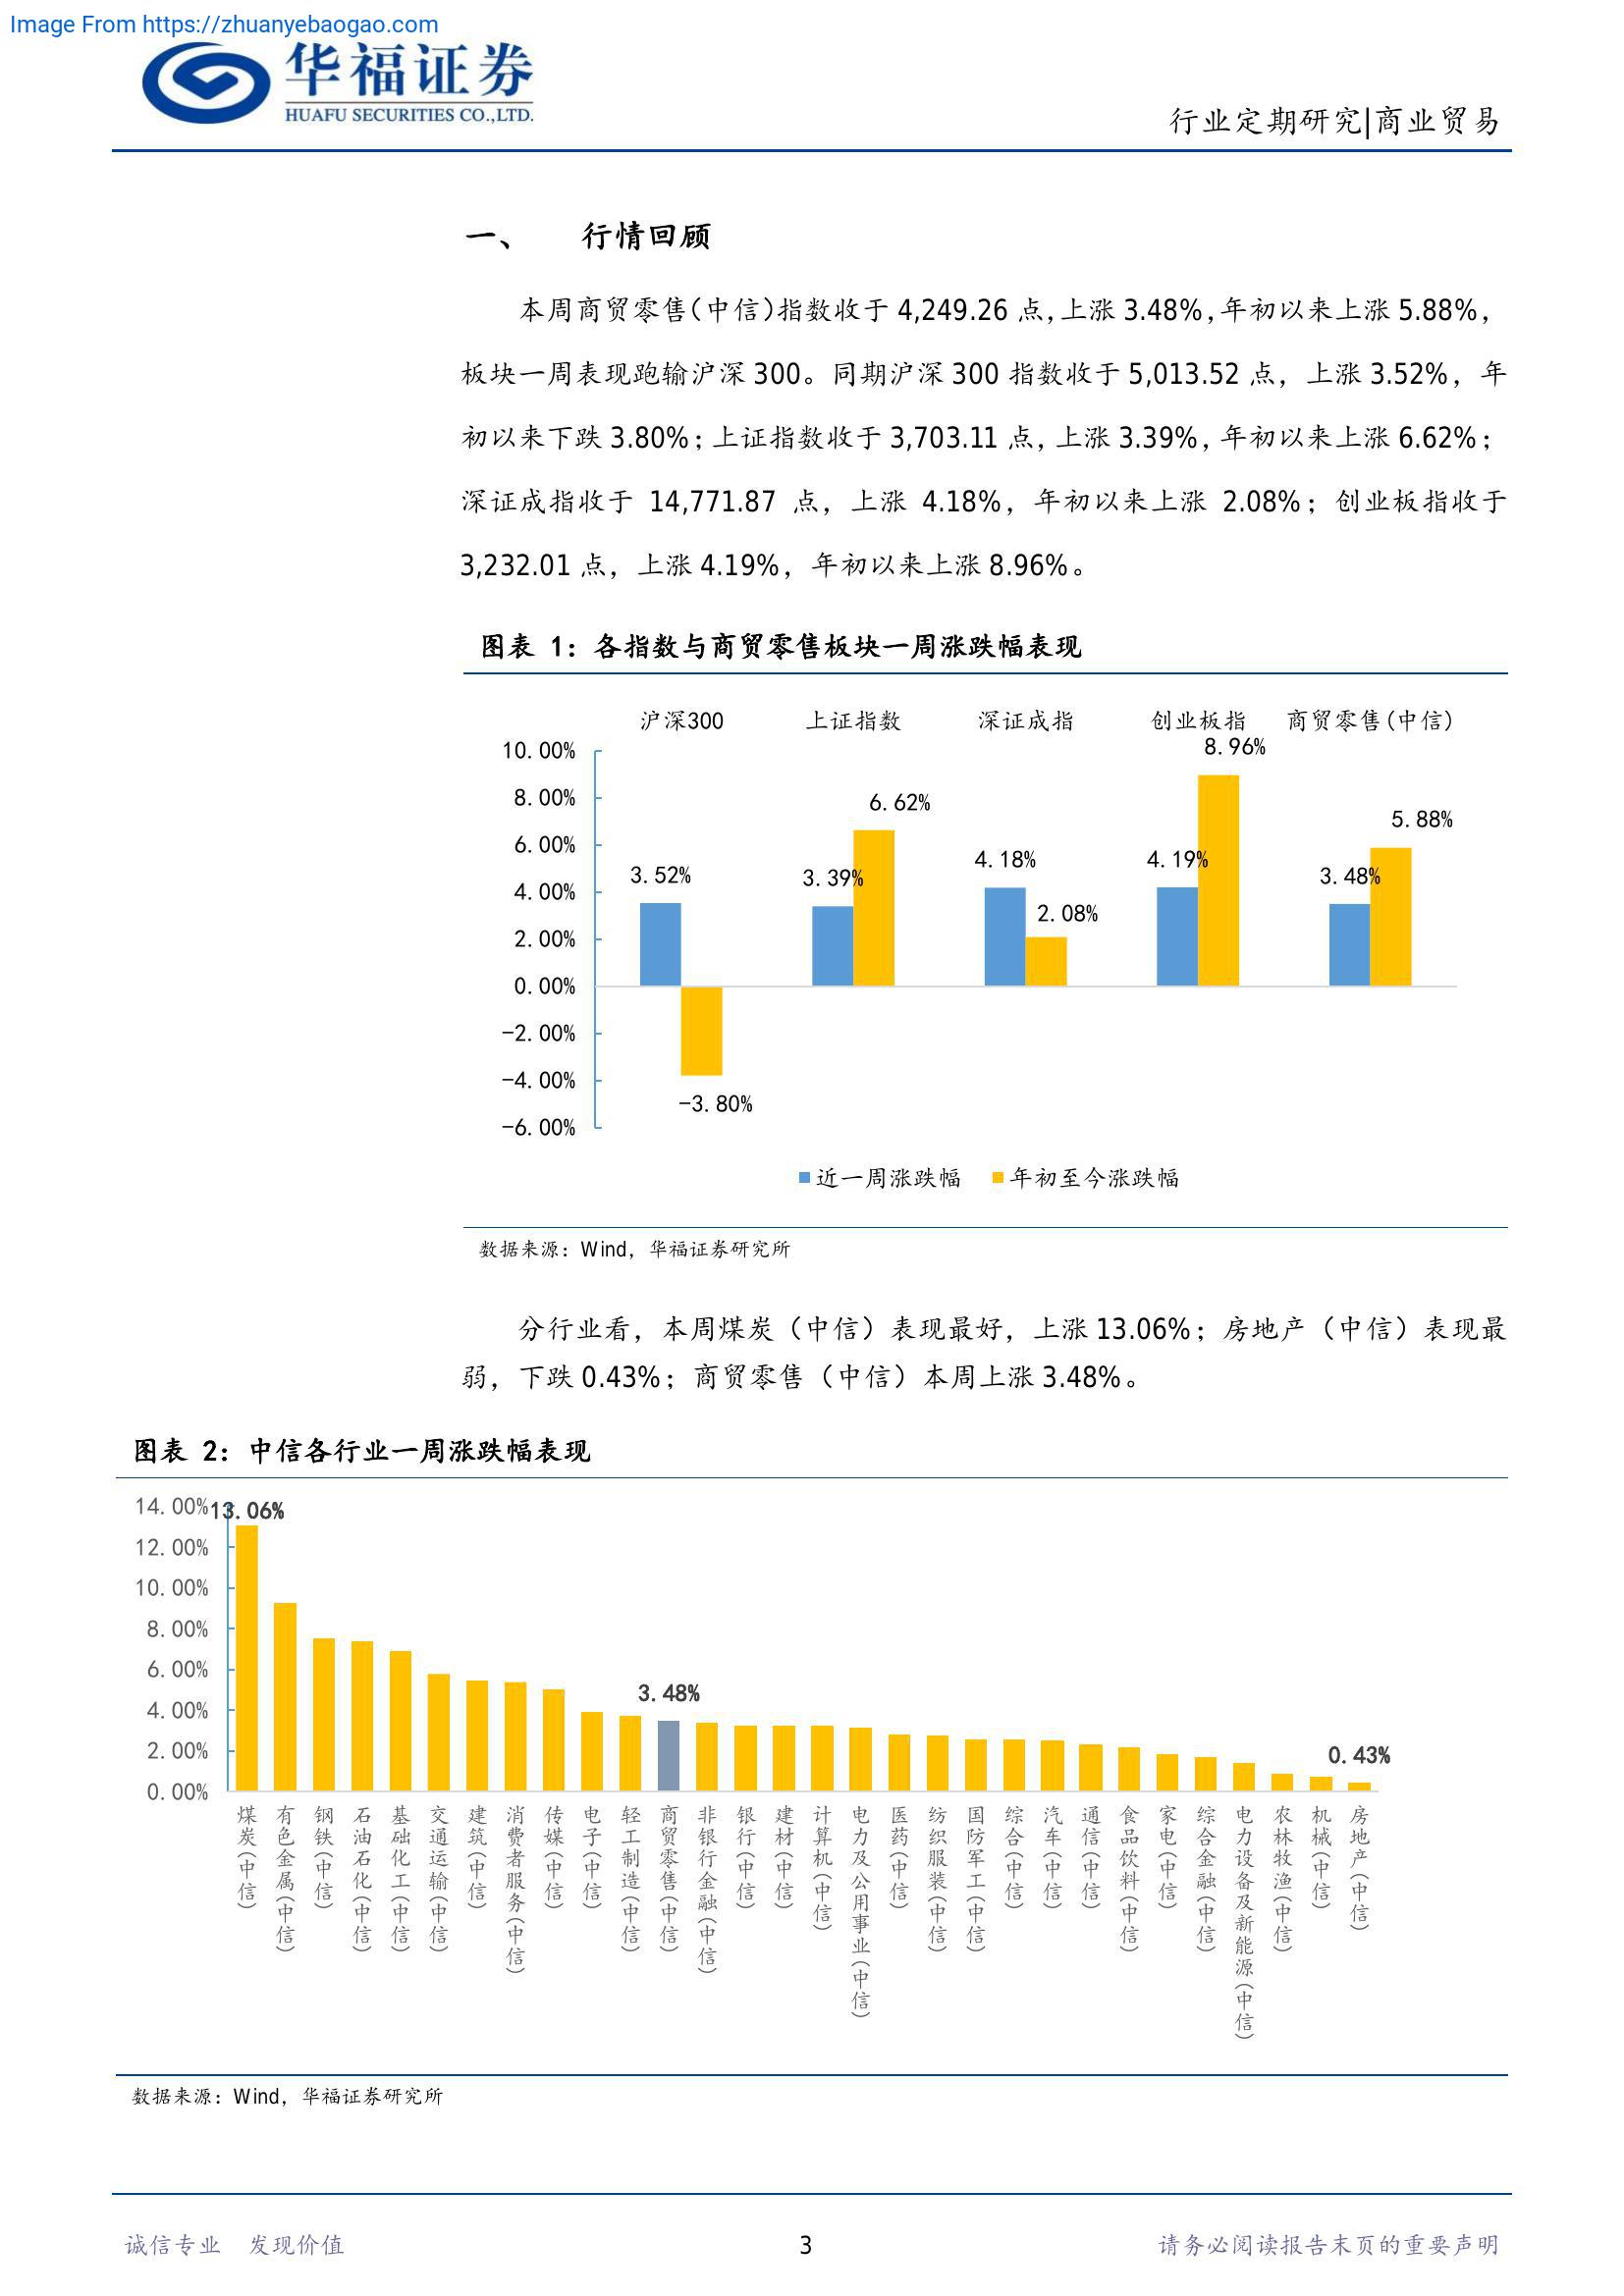 Image From https://zhuanyebaogao.com
华福证券
HUAFU SECURITIES CO.,LTD.
行业定期研究|商业贸易
一、 行情回顾
本周商贸零售(中信)指数收于 4,249.26 点,上涨 3.48%,年初以来上涨 5.88%,
板块一周表现跑输沪深 300。同期沪深 300 指数收于 5,013.52 点，上涨 3.52%，年
初以来下跌 3.80%；上证指数收于 3,703.11 点，上涨 3.39%，年初以来上涨 6.62%；
深证成指收于 14,771.87 点，上涨 4.18%，年初以来上涨 2.08%；创业板指收于
3,232.01 点，上涨 4.19%，年初以来上涨 8.96%。
图表 1：各指数与商贸零售板块一周涨跌幅表现
沪深300 上证指数 深证成指 创业板指 商贸零售(中信)
10.00%
8.00%
6.00%
4.00%
2.00%
0.00%
-2.00%
-4.00%
-6.00%
3.52%
-3.80%
3.39%
6.62%
4.18%
2.08%
4.19%
8.96%
3.48%
5.88%
近一周涨跌幅 年初至今涨跌幅
数据来源：Wind，华福证券研究所
分行业看，本周煤炭（中信）表现最好，上涨 13.06%；房地产（中信）表现最
弱，下跌 0.43%；商贸零售（中信）本周上涨 3.48%。
图表 2：中信各行业一周涨跌幅表现
14.00%
12.00%
10.00%
8.00%
6.00%
4.00%
2.00%
0.00%
13.06%
3.48%
0.43%
煤炭(中信)
有色金属(中信)
钢铁(中信)
石油石化(中信)
基础化工(中信)
交通运输(中信)
建筑(中信)
消费者服务(中信)
传媒(中信)
电子(中信)
轻工制造(中信)
商贸零售(中信)
非银行金融(中信)
银行(中信)
建材(中信)
计算机(中信)
电力及公用事业(中信)
医药(中信)
纺织服装(中信)
国防军工(中信)
综合(中信)
汽车(中信)
通信(中信)
食品饮料(中信)
家电(中信)
综合金融(中信)
电力设备及新能源(中信)
农林牧渔(中信)
机械(中信)
房地产(中信)
数据来源：Wind，华福证券研究所
诚信专业 发现价值
3
请务必阅读报告末页的重要声明